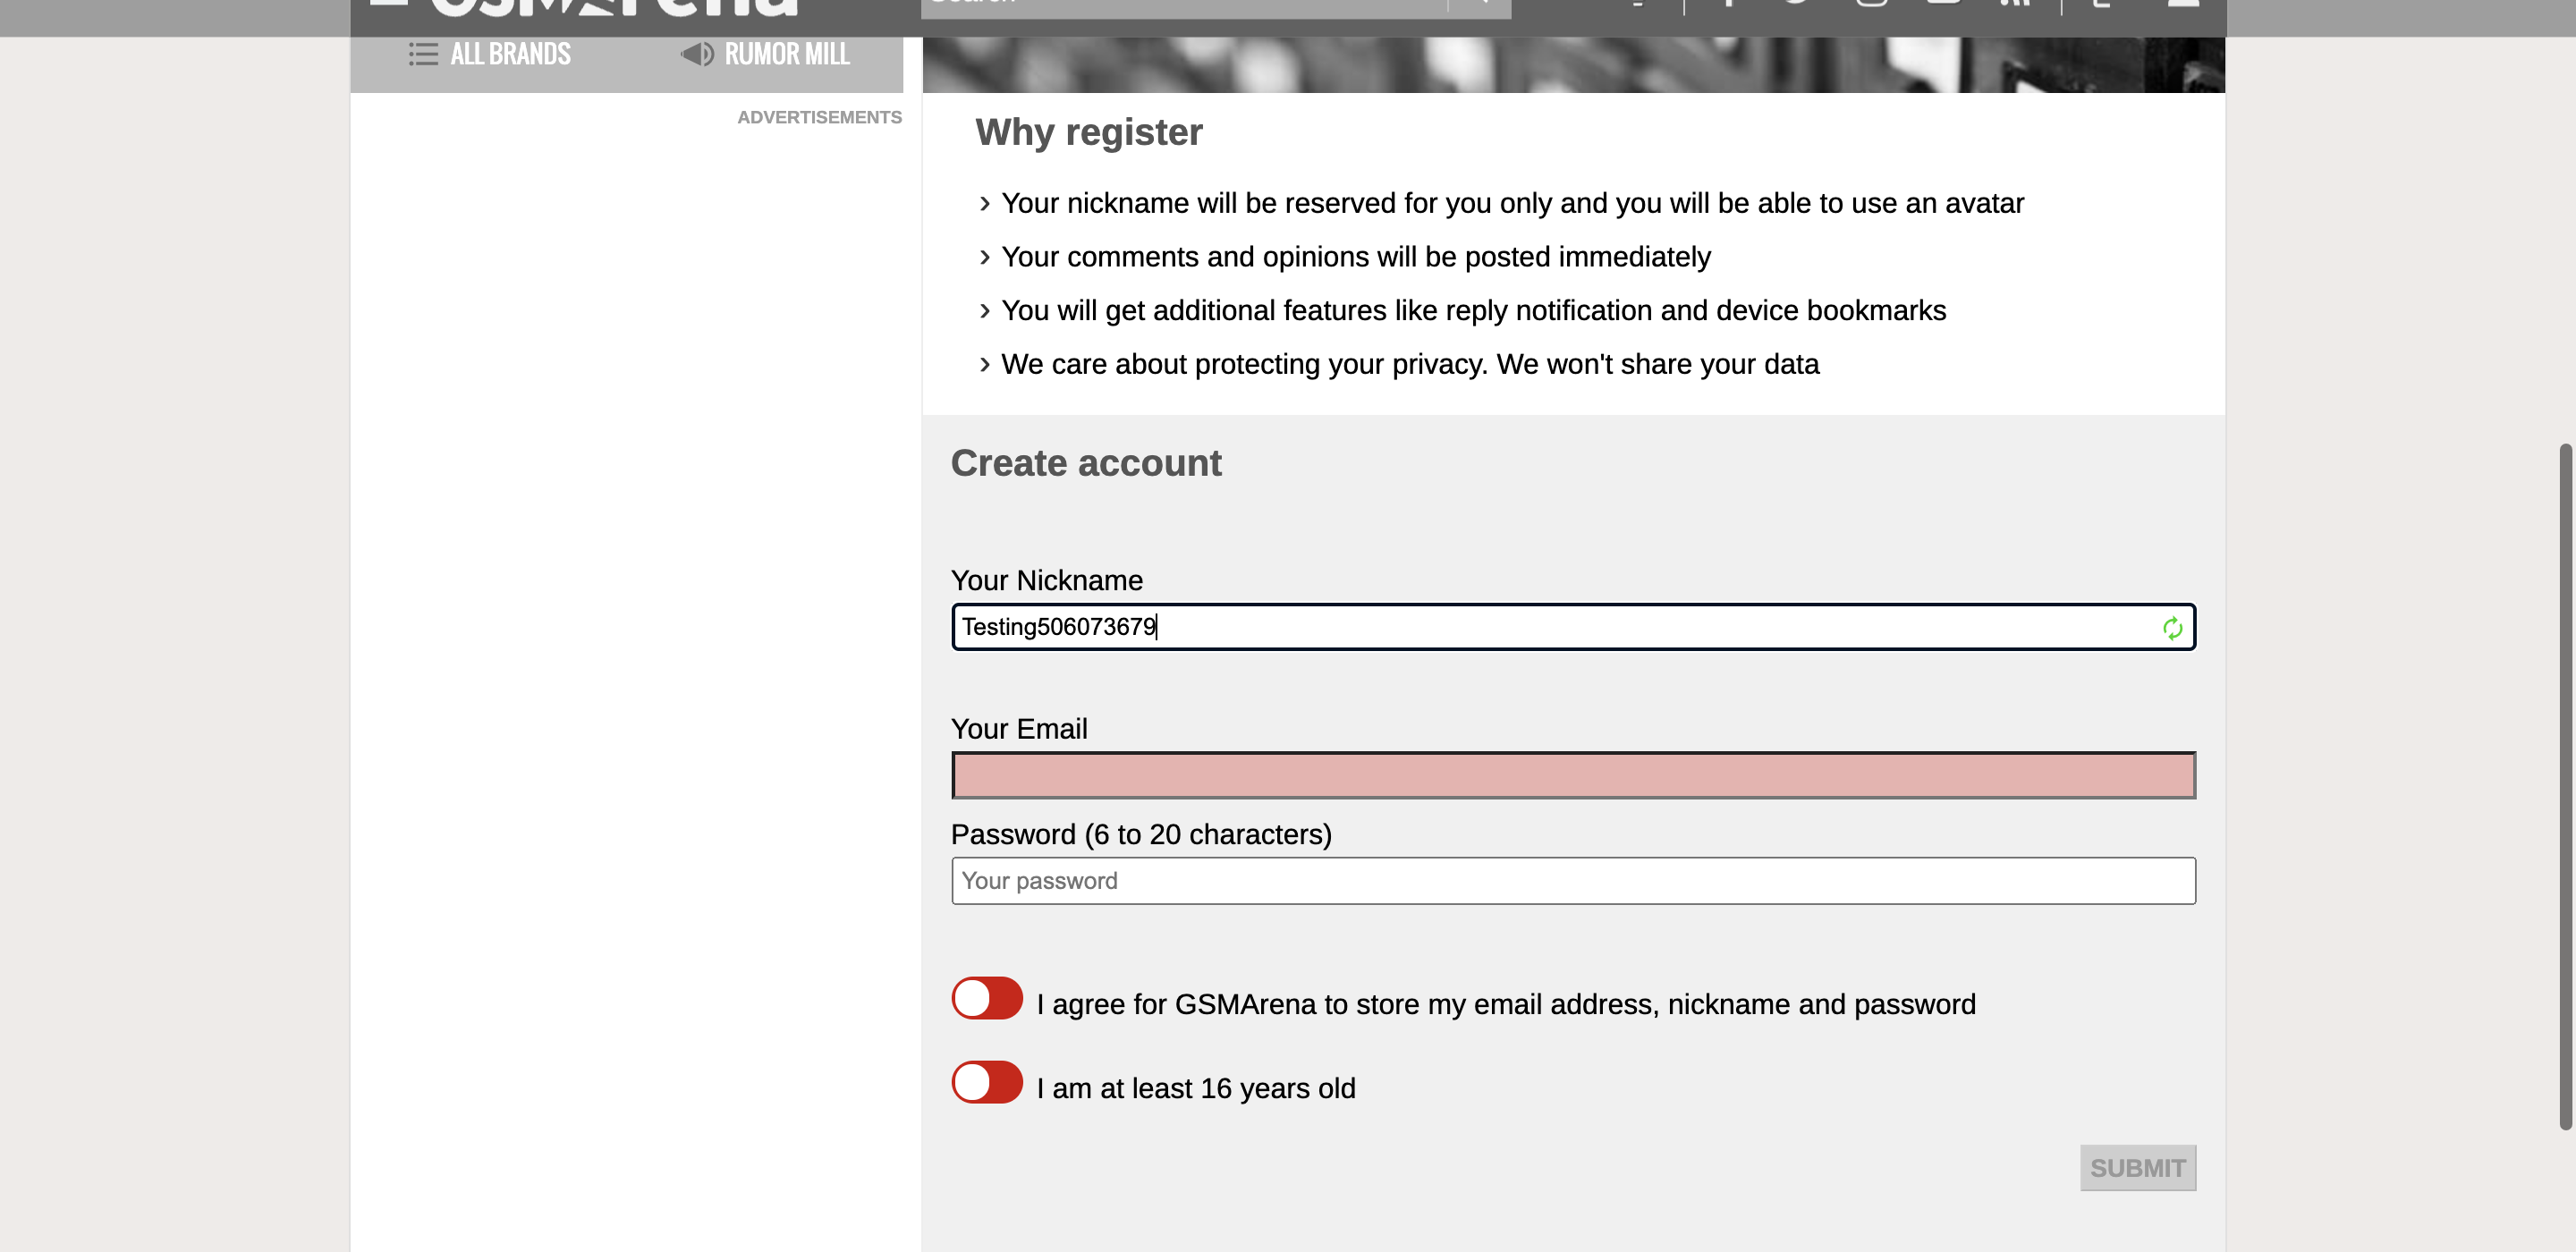 ALL BRANDS
RUMOR MILL
ADVERTISEMENTS
Why register
Your nickname will be reserved for you only and you will be able to use an avatar
Your comments and opinions will be posted immediately
You will get additional features like reply notification and device bookmarks
We care about protecting your privacy. We won't share your data
Create account
Your Nickname
Testing506073679
Your Email
Password (6 to 20 characters)
Your password
I agree for GSMArena to store my email address, nickname and password
I am at least 16 years old
SUBMIT